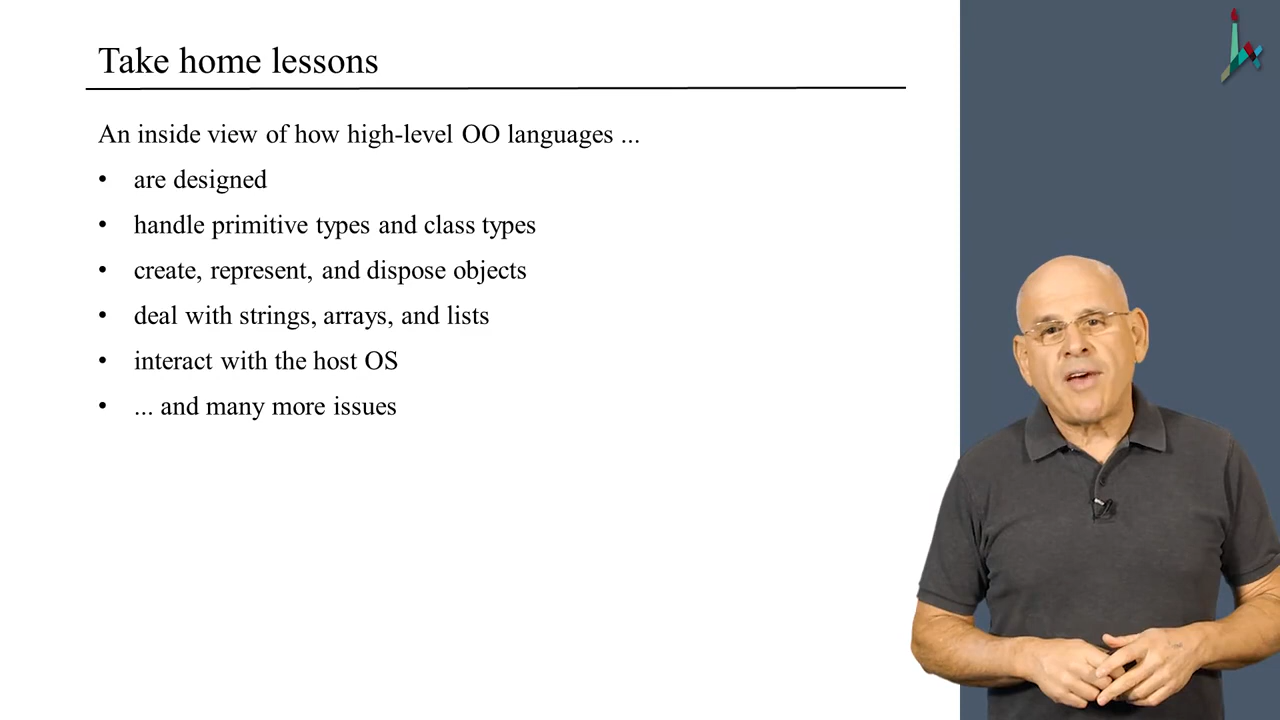 Take home lessons
An inside view of how high-level OO languages ...
• are designed
• handle primitive types and class types
• create, represent, and dispose objects
• deal with strings, arrays, and lists
• interact with the host OS
• ... and many more issues